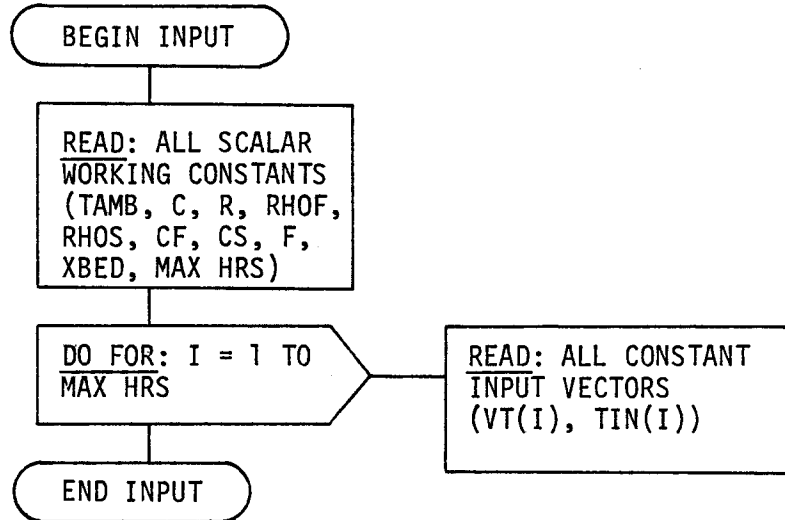 BEGIN INPUT
READ: ALL SCALAR
WORKING CONSTANTS
(TAMB, C, R, RHOF,
RHOS, CF, CS, F,
XBED, MAX HRS)
DO FOR: I = 1 TO
MAX HRS
READ: ALL CONSTANT
INPUT VECTORS
(VT(I), TIN(I))
END INPUT